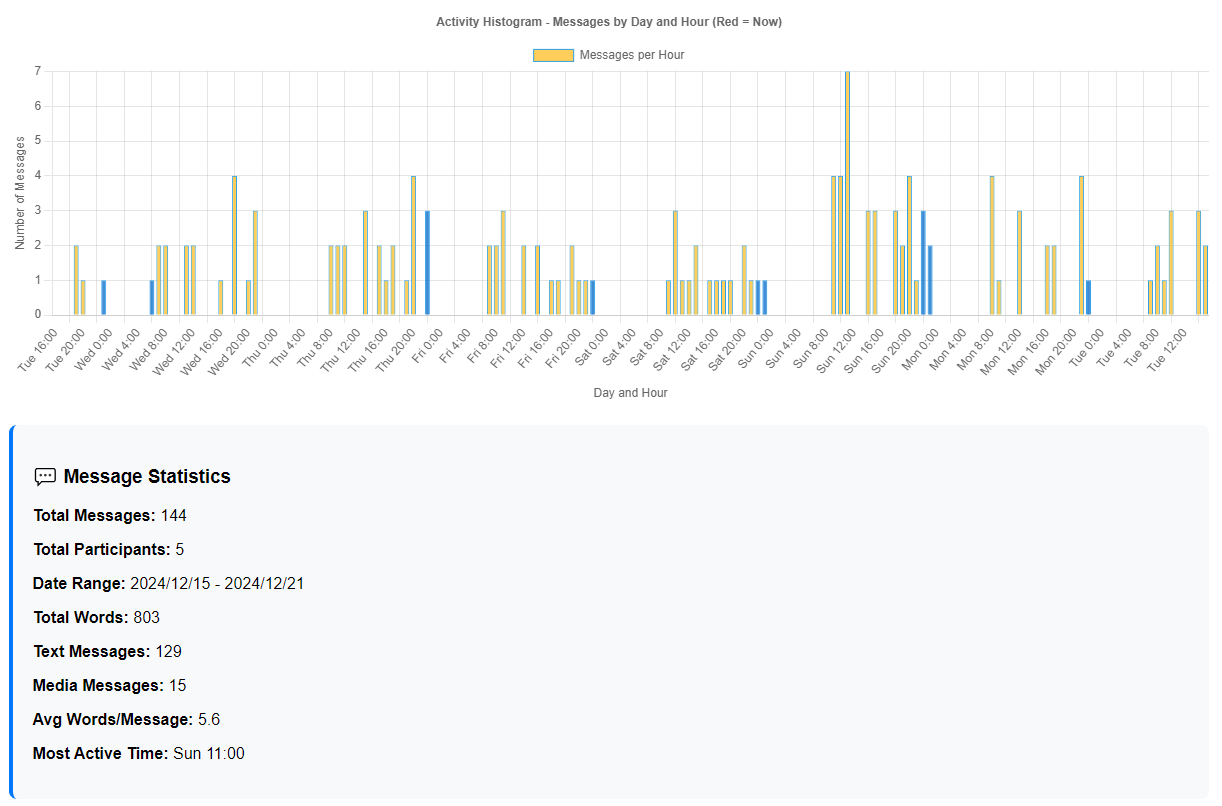 Activity Histogram - Messages by Day and Hour (Red = Now)
Messages per Hour
7
6
5
4
3
2
1
0
Number of Messages
Tue 16:00
Tue 20:00
Wed 0:00
Wed 4:00
Wed 8:00
Wed 12:00
Wed 16:00
Wed 20:00
Thu 0:00
Thu 4:00
Thu 8:00
Thu 12:00
Thu 16:00
Thu 20:00
Fri 0:00
Fri 4:00
Fri 8:00
Fri 12:00
Fri 16:00
Fri 20:00
Sat 0:00
Sat 4:00
Sat 8:00
Sat 12:00
Sat 16:00
Sat 20:00
Sun 0:00
Sun 4:00
Sun 8:00
Sun 12:00
Sun 16:00
Sun 20:00
Mon 0:00
Mon 4:00
Mon 8:00
Mon 12:00
Mon 16:00
Mon 20:00
Tue 0:00
Tue 4:00
Tue 8:00
Tue 12:00
Day and Hour
Message Statistics
Total Messages: 144
Total Participants: 5
Date Range: 2024/12/15 - 2024/12/21
Total Words: 803
Text Messages: 129
Media Messages: 15
Avg Words/Message: 5.6
Most Active Time: Sun 11:00